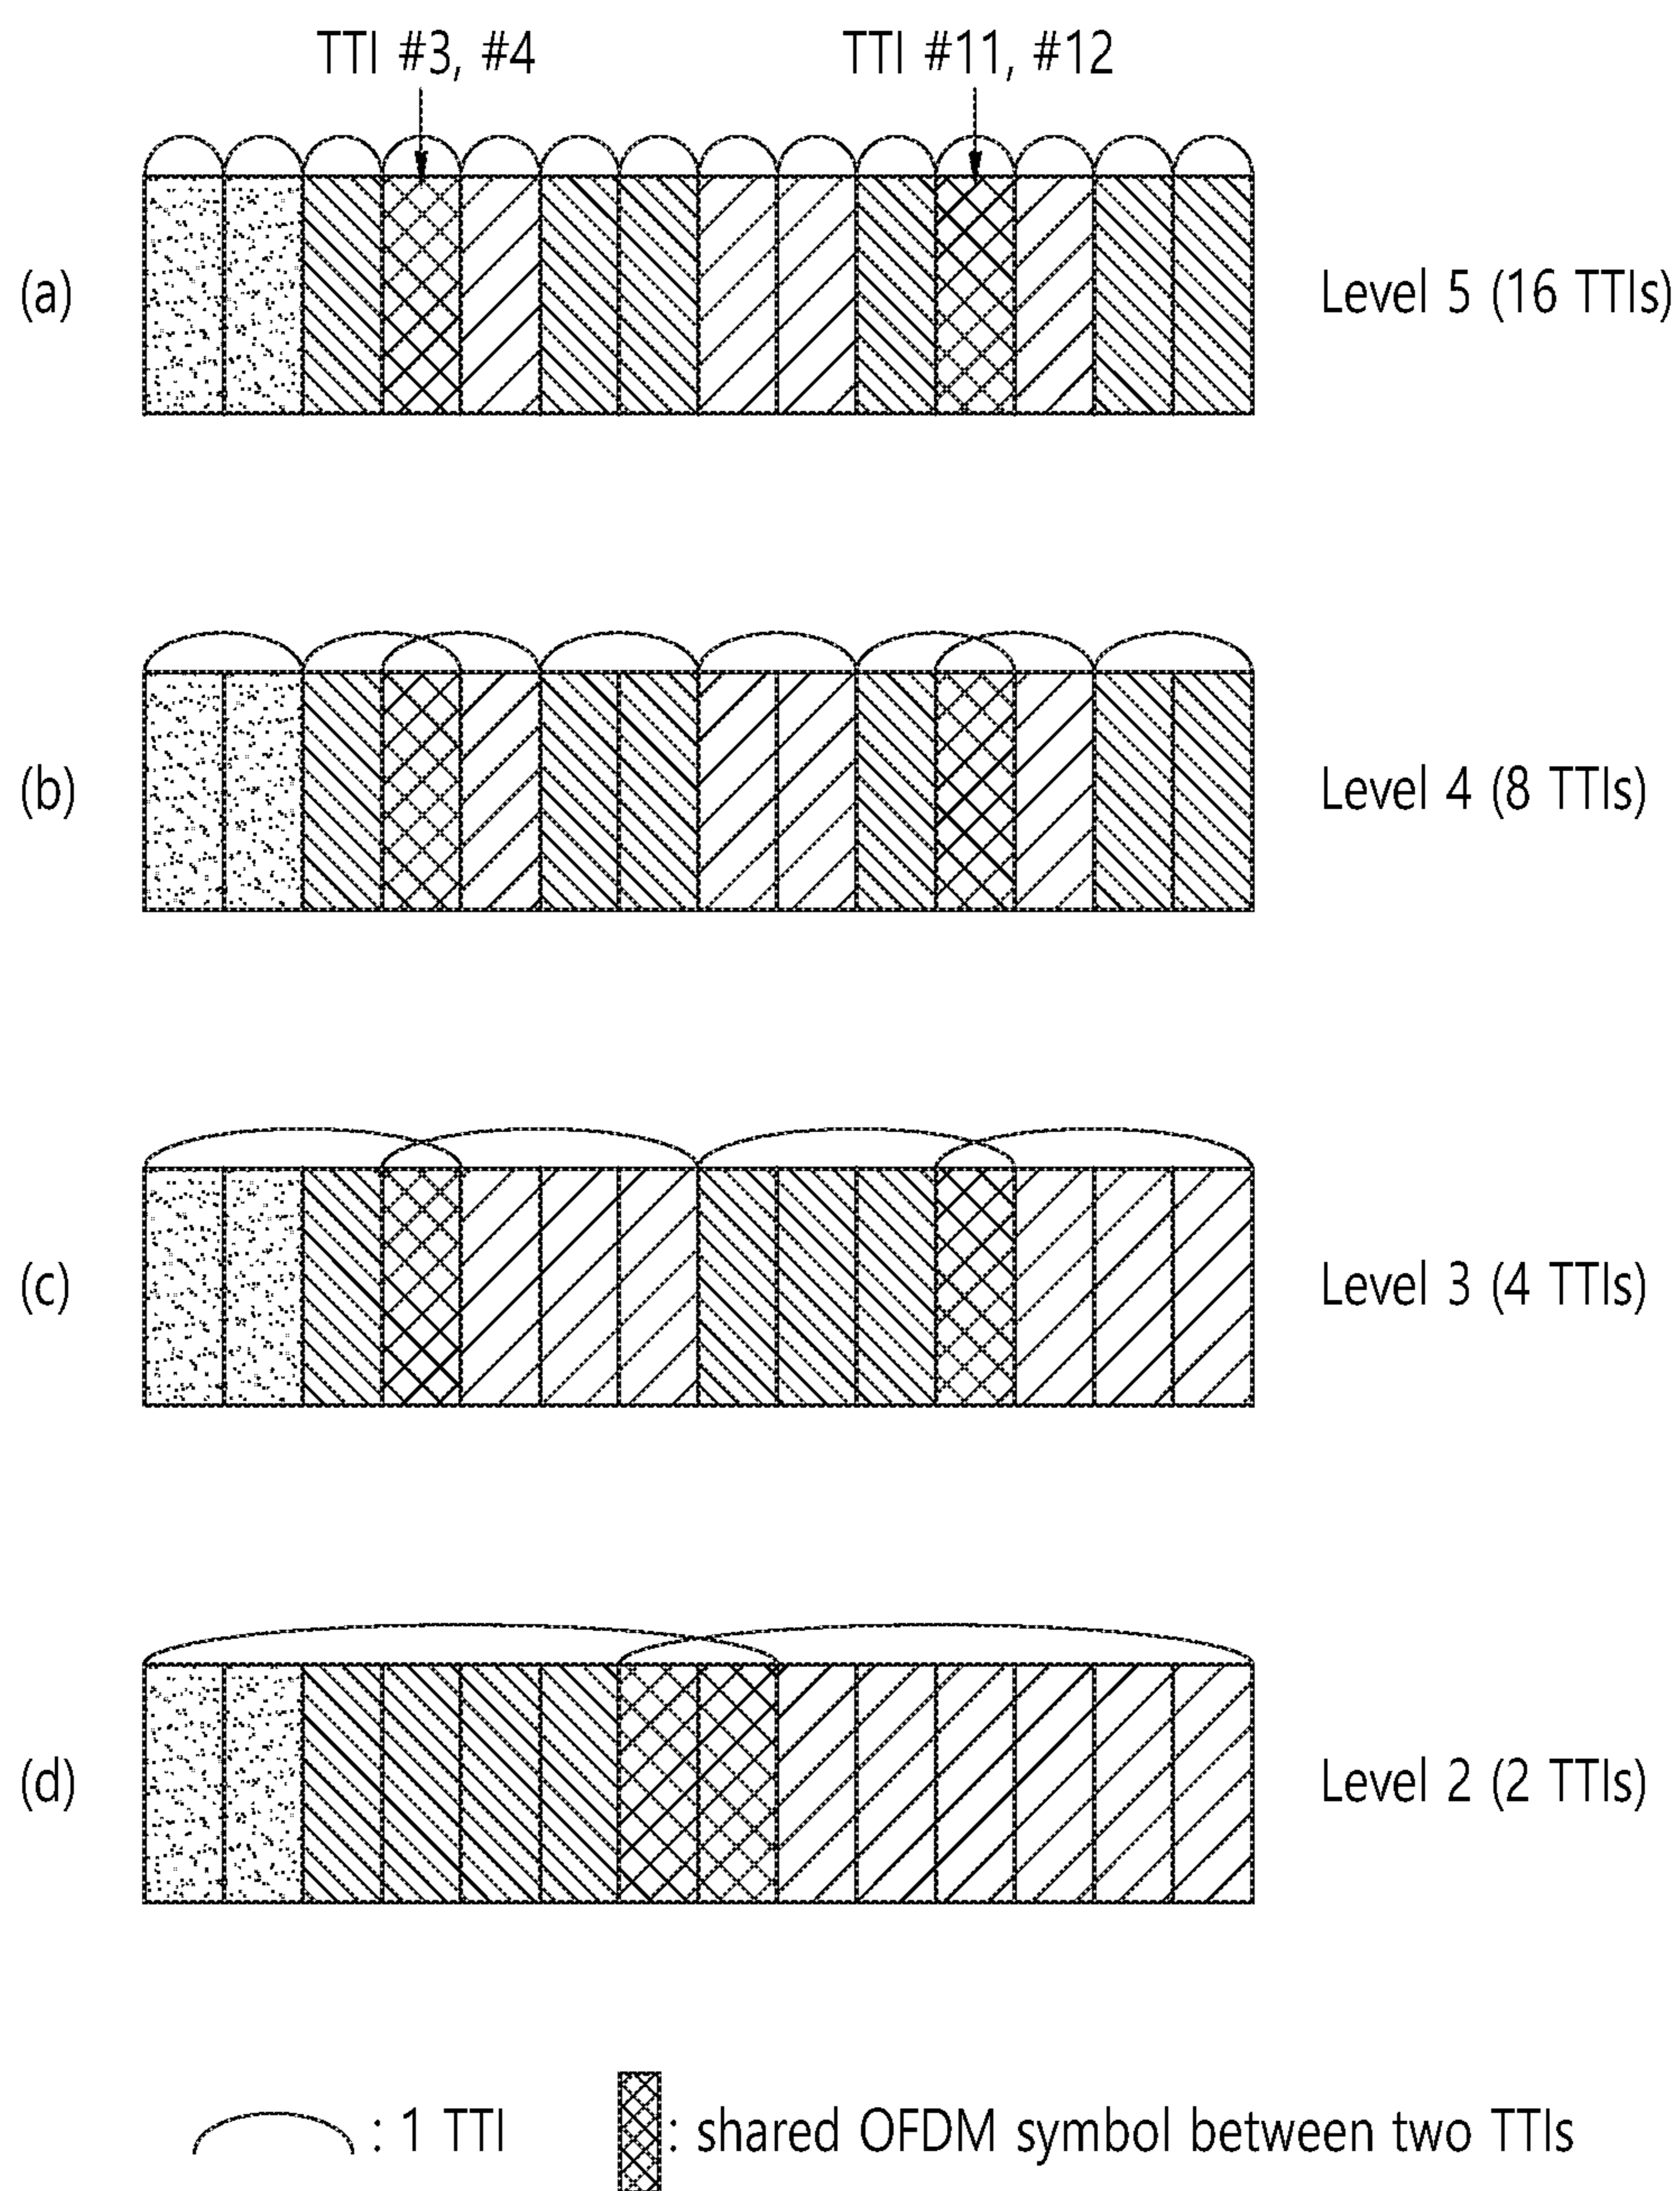 TTI #3, #4 TTI #11, #12
(a) Level 5 (16 TTIs)
(b) Level 4 (8 TTIs)
(c) Level 3 (4 TTIs)
(d) Level 2 (2 TTIs)
: 1 TTI : shared OFDM symbol between two TTIs